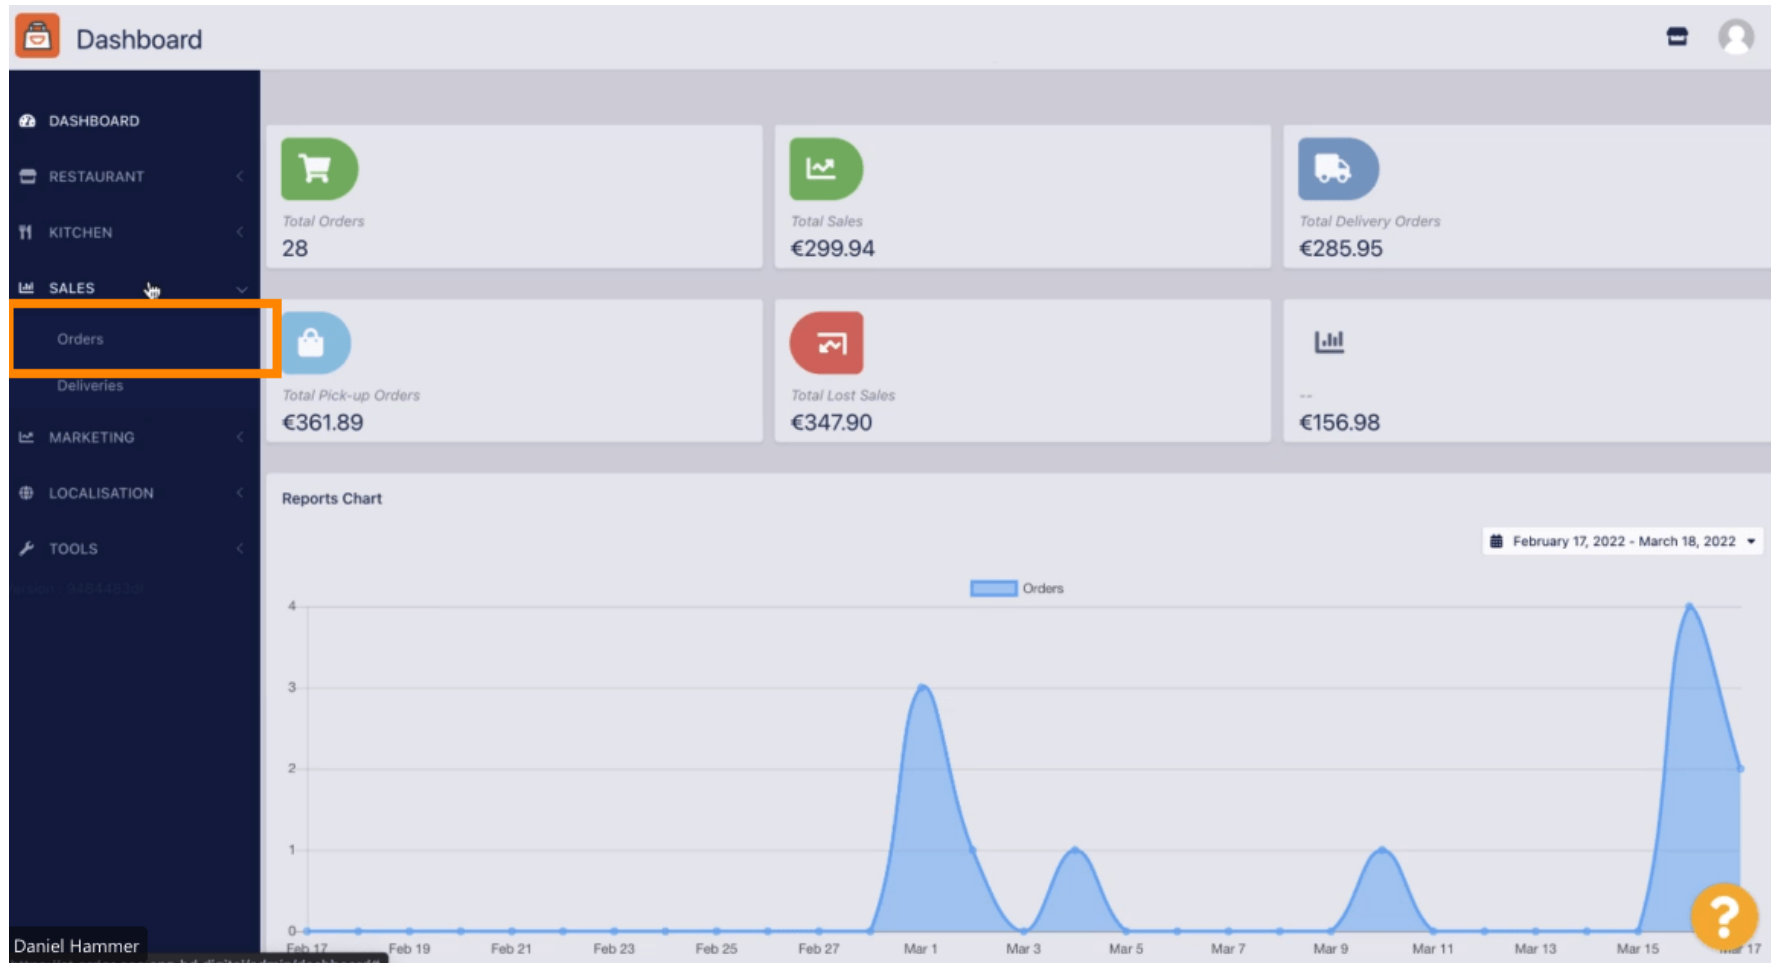 Dashboard
DASHBOARD
RESTAURANT
KITCHEN
SALES
Orders
Deliveries
MARKETING
LOCALISATION
TOOLS
Total Orders
28
Total Sales
€299.94
Total Delivery Orders
€285.95
Total Pick-up Orders
€361.89
Total Lost Sales
€347.90
--
€156.98
Reports Chart
February 17, 2022 - March 18, 2022
Orders
4
3
2
1
0
Feb 17 Feb 19 Feb 21 Feb 23 Feb 25 Feb 27 Mar 1 Mar 3 Mar 5 Mar 7 Mar 9 Mar 11 Mar 13 Mar 15 Mar 17
?
Daniel Hammer